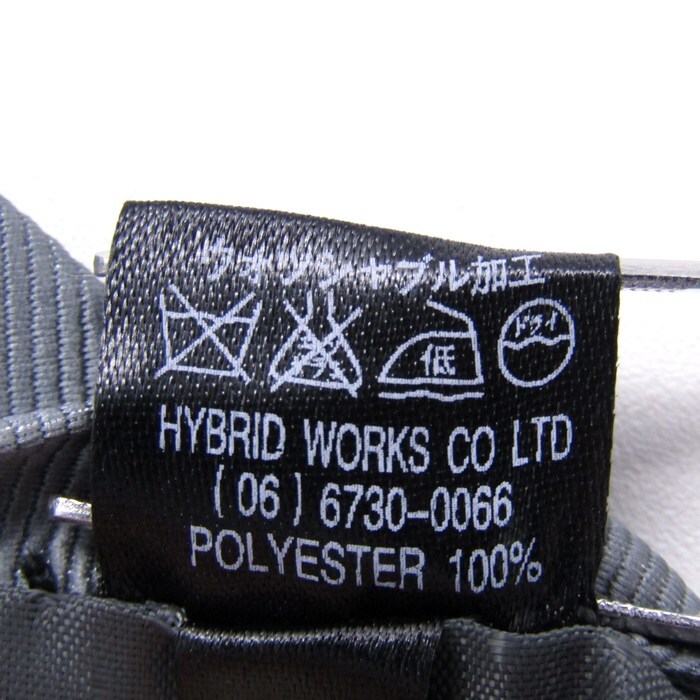 ウオッシャブル加工
低 ドライ
HYBRID WORKS CO LTD
(06) 6730-0066
POLYESTER 100%